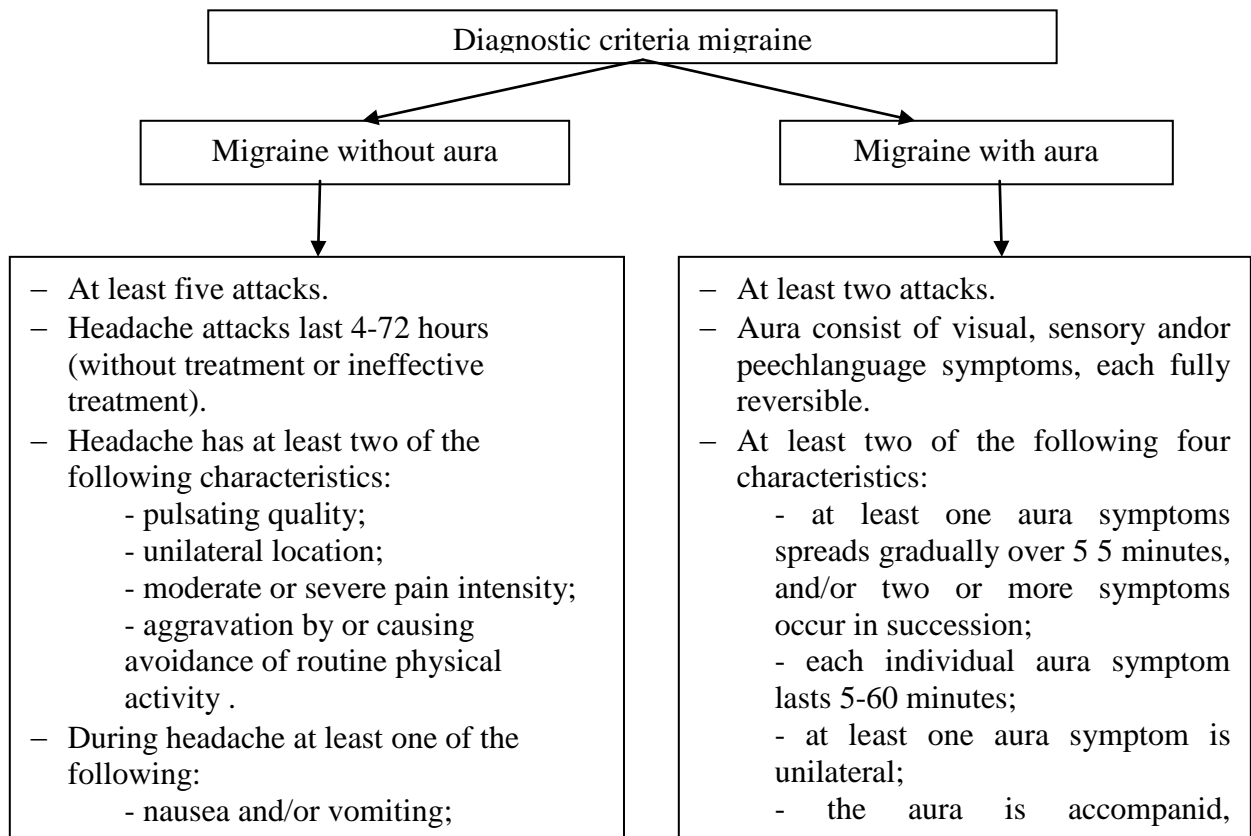 Diagnostic criteria migraine
Migraine without aura
Migraine with aura
– At least five attacks.
– Headache attacks last 4-72 hours
(without treatment or ineffective
treatment).
– Headache has at least two of the
following characteristics:
- pulsating quality;
- unilateral location;
- moderate or severe pain intensity;
- aggravation by or causing
avoidance of routine physical
activity .
– During headache at least one of the
following:
- nausea and/or vomiting;
– At least two attacks.
– Aura consist of visual, sensory andor
peechlanguage symptoms, each fully
reversible.
– At least two of the following four
characteristics:
- at least one aura symptoms
spreads gradually over 5 5 minutes,
and/or two or more symptoms
occur in succession;
- each individual aura symptom
lasts 5-60 minutes;
- at least one aura symptom is
unilateral;
- the aura is accompanid,